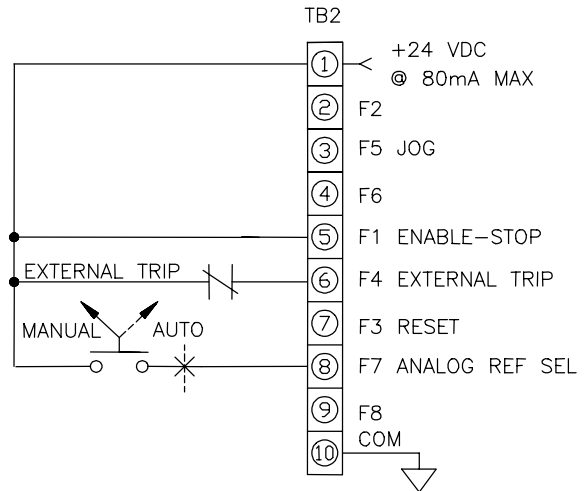 TB2
1 +24 VDC
@ 80mA MAX
2 F2
3 F5 JOG
4 F6
5 F1 ENABLE-STOP
EXTERNAL TRIP 6 F4 EXTERNAL TRIP
MANUAL AUTO 7 F3 RESET
8 F7 ANALOG REF SEL
9 F8
10 COM